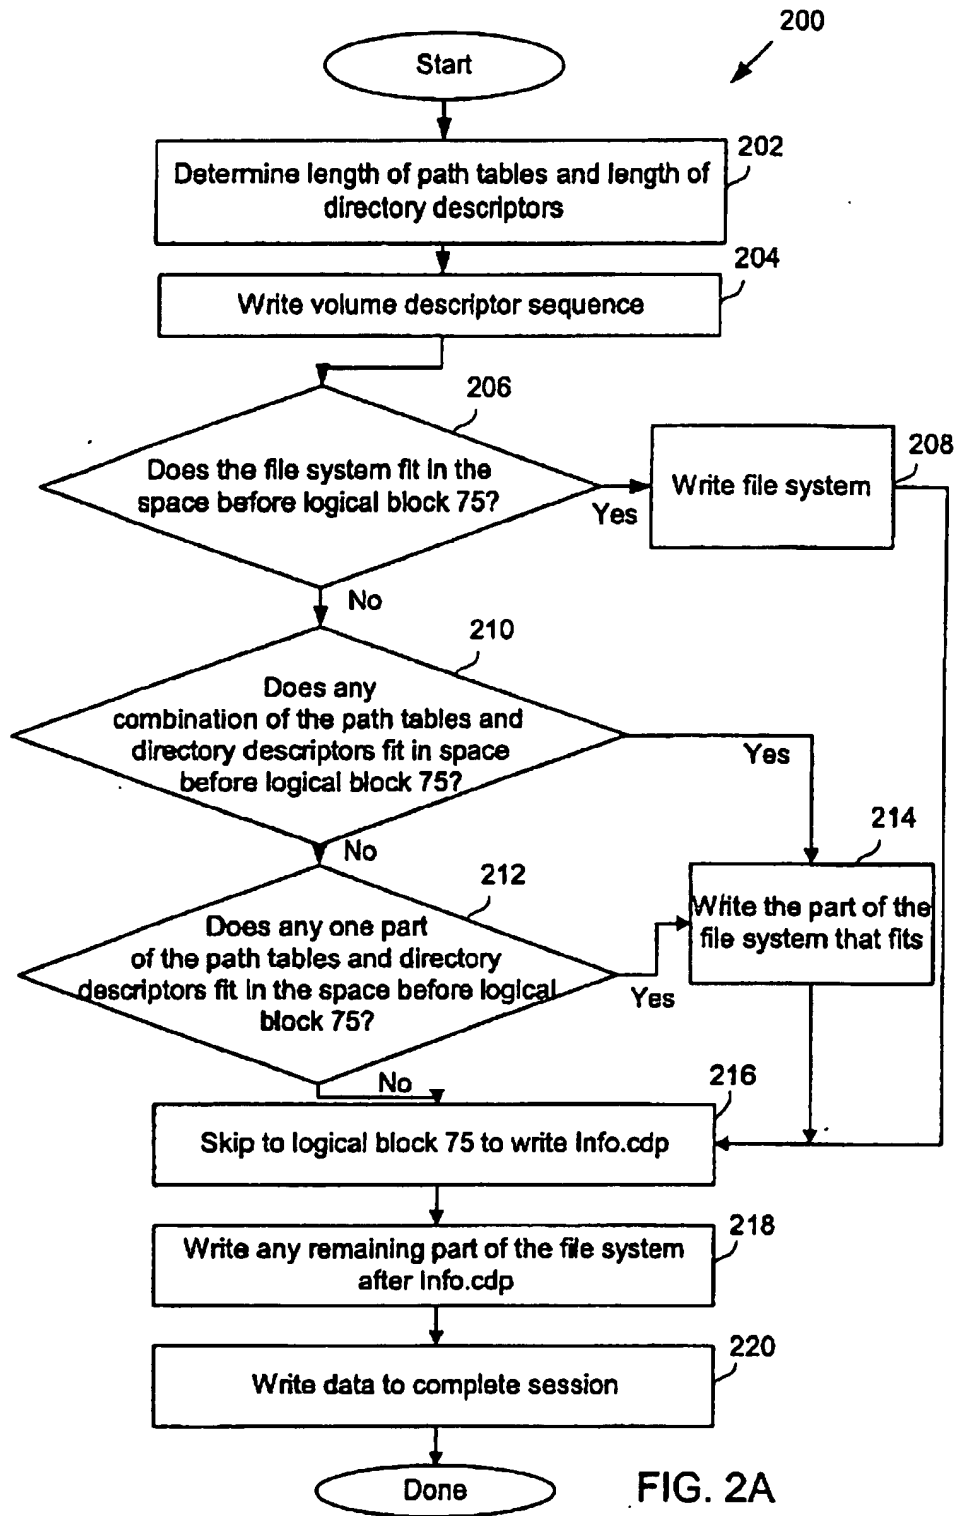 200
Start
202
Determine length of path tables and length of
directory descriptors
204
Write volume descriptor sequence
206
Does the file system fit in the
space before logical block 75?
208
Write file system
Yes
No
210
Does any
combination of the path tables and
directory descriptors fit in space
before logical block 75?
Yes
No
212
214
Does any one part
of the path tables and directory
descriptors fit in the space before logical
block 75?
Write the part of the
file system that fits
Yes
No
216
Skip to logical block 75 to write Info.cdp
218
Write any remaining part of the file system
after Info.cdp
220
Write data to complete session
Done
FIG. 2A